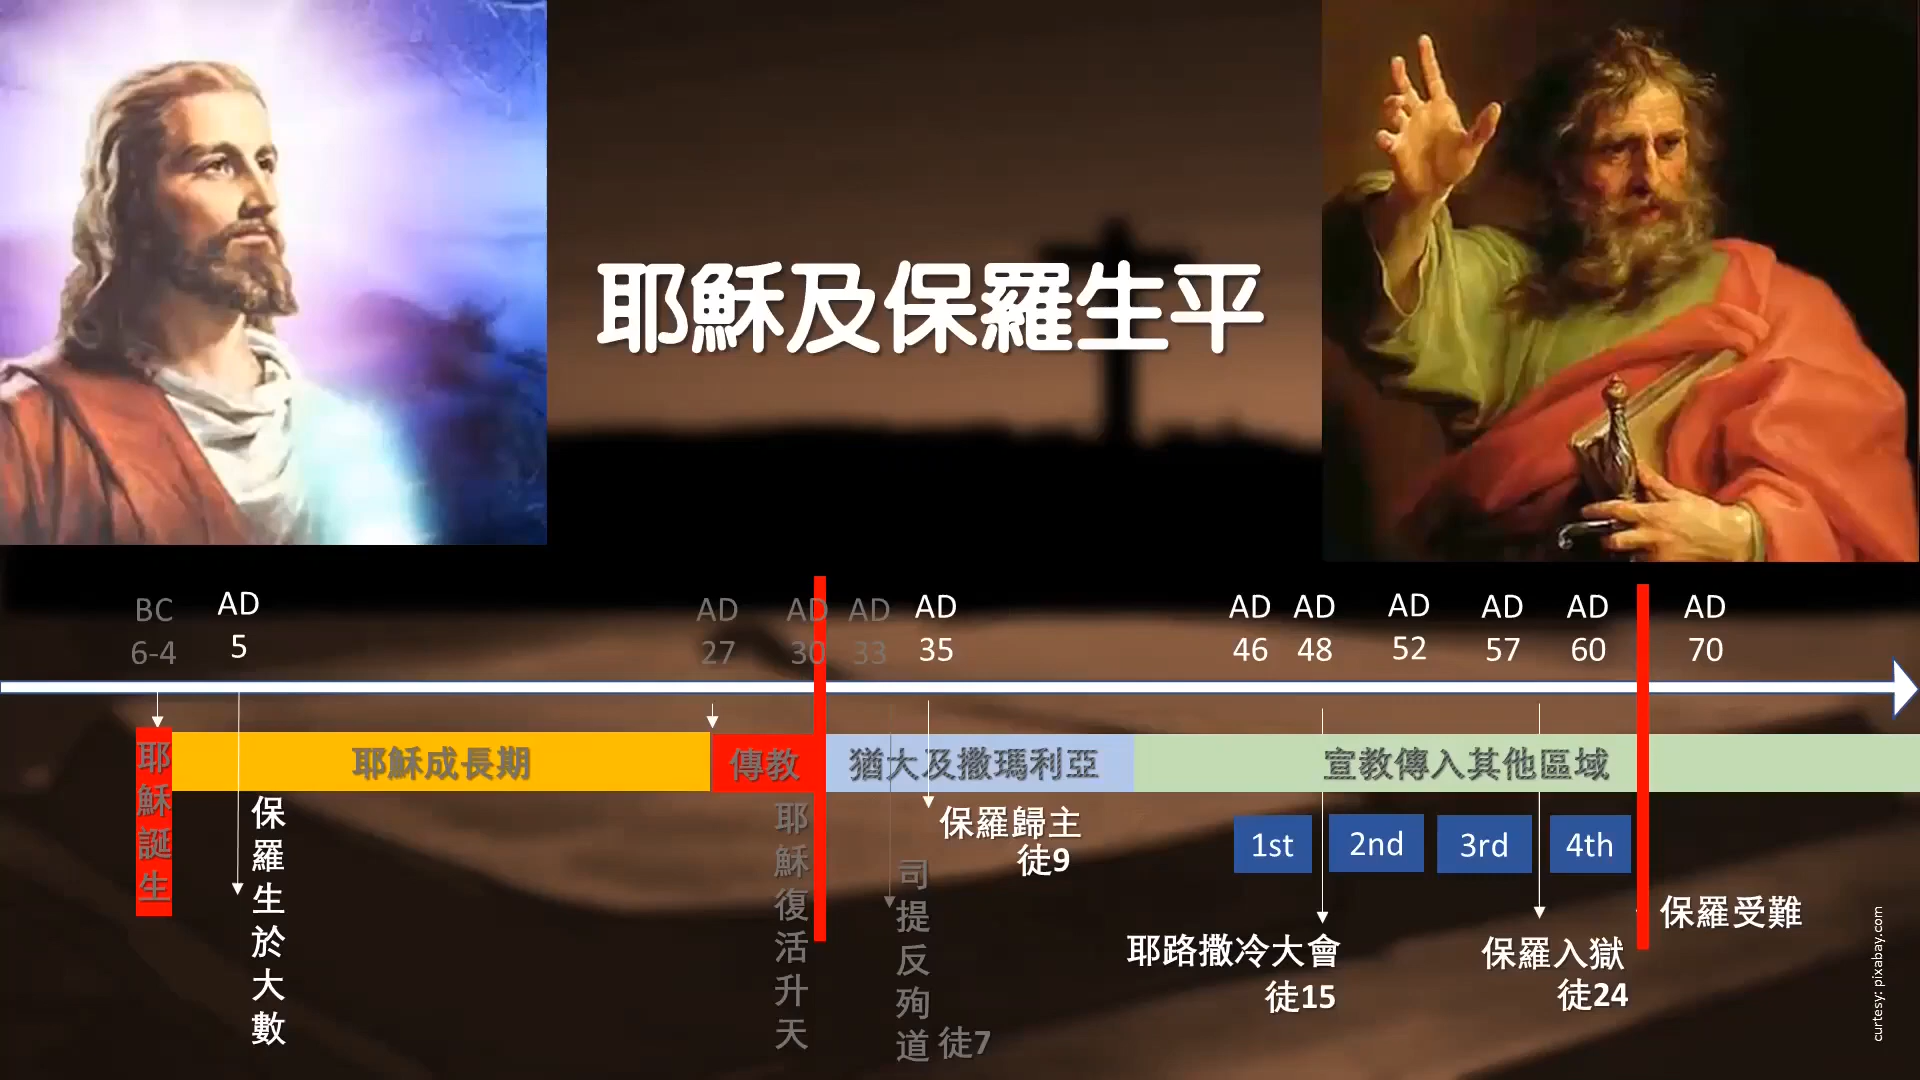 耶穌及保羅生平
BC
6-4
AD
5
AD
27
AD
30
AD
33
AD
35
AD
46
AD
48
AD
52
AD
57
AD
60
AD
70
耶穌誕生
耶穌成長期
傳教
猶大及撒瑪利亞
宣教傳入其他區域
保羅生於大數
耶穌復活升天
司提反殉道
徒7
保羅歸主
徒9
1st
2nd
3rd
4th
耶路撒冷大會
徒15
保羅入獄
徒24
保羅受難
curtesy: pixabay.com